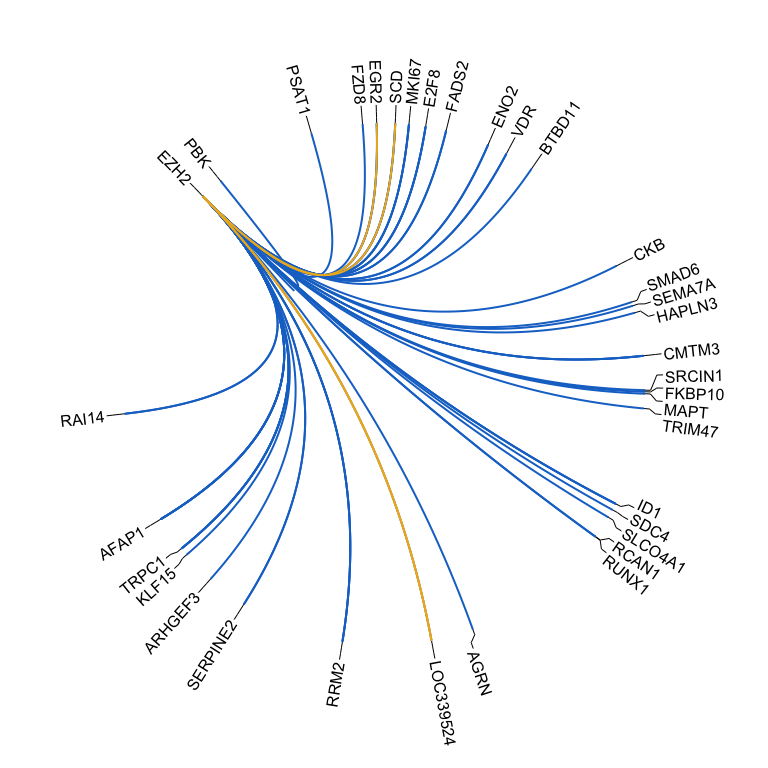 PSAT1
FZD8
EGR2
SCD
MKI67
E2F8
FADS2
ENO2
VDR
BTBD11
CKB
SMAD6
SEMA7A
HAPLN3
CMTM3
SRCIN1
FKBP10
MAPT
TRIM47
ID1
SDC4
SLCO4A1
RCAN1
RUNX1
AGRN
LOC339524
RRM2
SERPINE2
ARHGEF3
KLF15
TRPC1
AFAP1
RAI14
EZH2
PBK